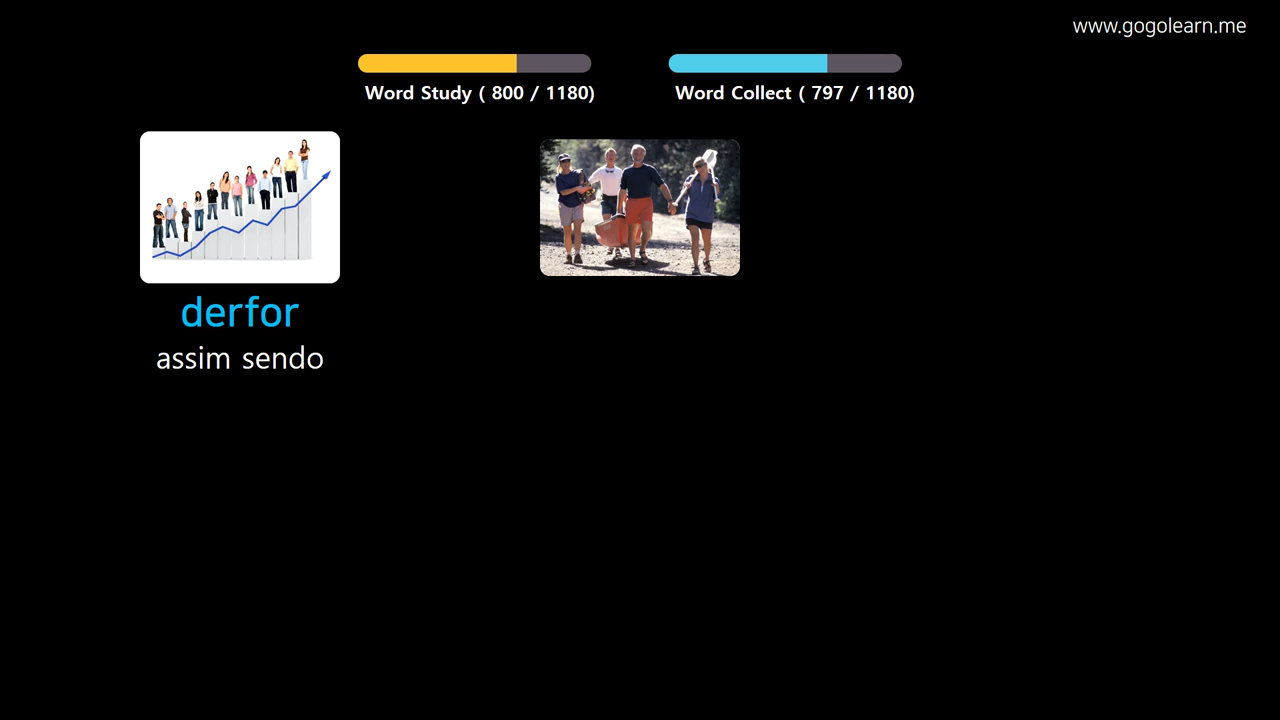 www.gogolearn.me
Word Study ( 800 / 1180)
Word Collect ( 797 / 1180)
derfor
assim sendo